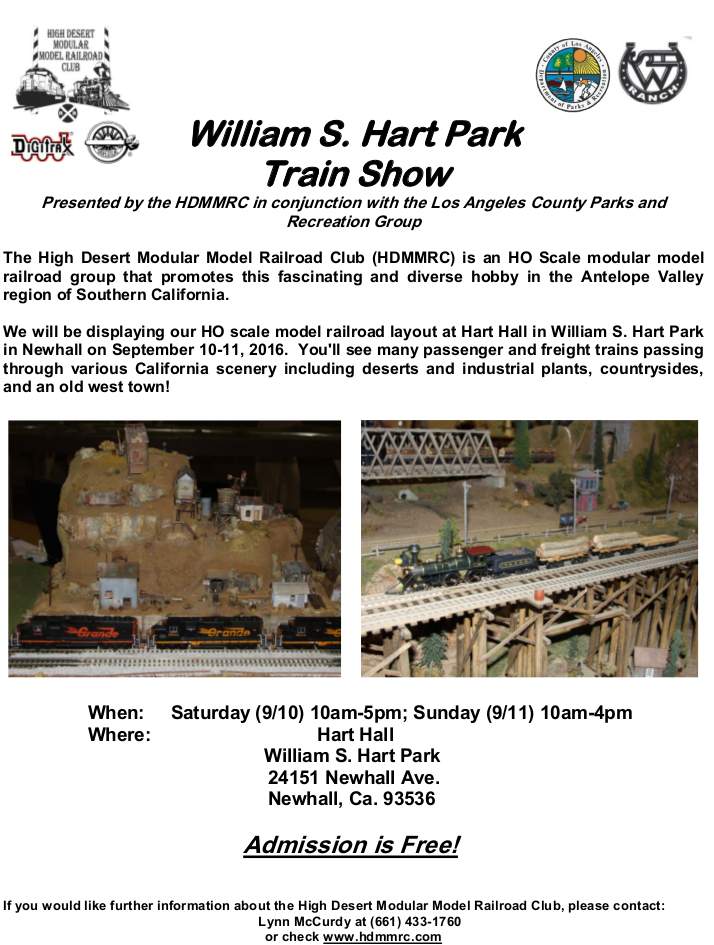 HIGH DESERT
MODULAR
MODEL RAILROAD
CLUB
County of Los Angeles
Department of Parks & Recreation
RANCH
DIGITRAX
William S. Hart Park
Train Show
Presented by the HDMMRC in conjunction with the Los Angeles County Parks and
Recreation Group
The High Desert Modular Model Railroad Club (HDMMRC) is an HO Scale modular model
railroad group that promotes this fascinating and diverse hobby in the Antelope Valley
region of Southern California.
We will be displaying our HO scale model railroad layout at Hart Hall in William S. Hart Park
in Newhall on September 10-11, 2016. You'll see many passenger and freight trains passing
through various California scenery including deserts and industrial plants, countrysides,
and an old west town!
Grande
Grande
When: Saturday (9/10) 10am-5pm; Sunday (9/11) 10am-4pm
Where: Hart Hall
William S. Hart Park
24151 Newhall Ave.
Newhall, Ca. 93536
Admission is Free!
If you would like further information about the High Desert Modular Model Railroad Club, please contact:
Lynn McCurdy at (661) 433-1760
or check www.hdmmrc.com